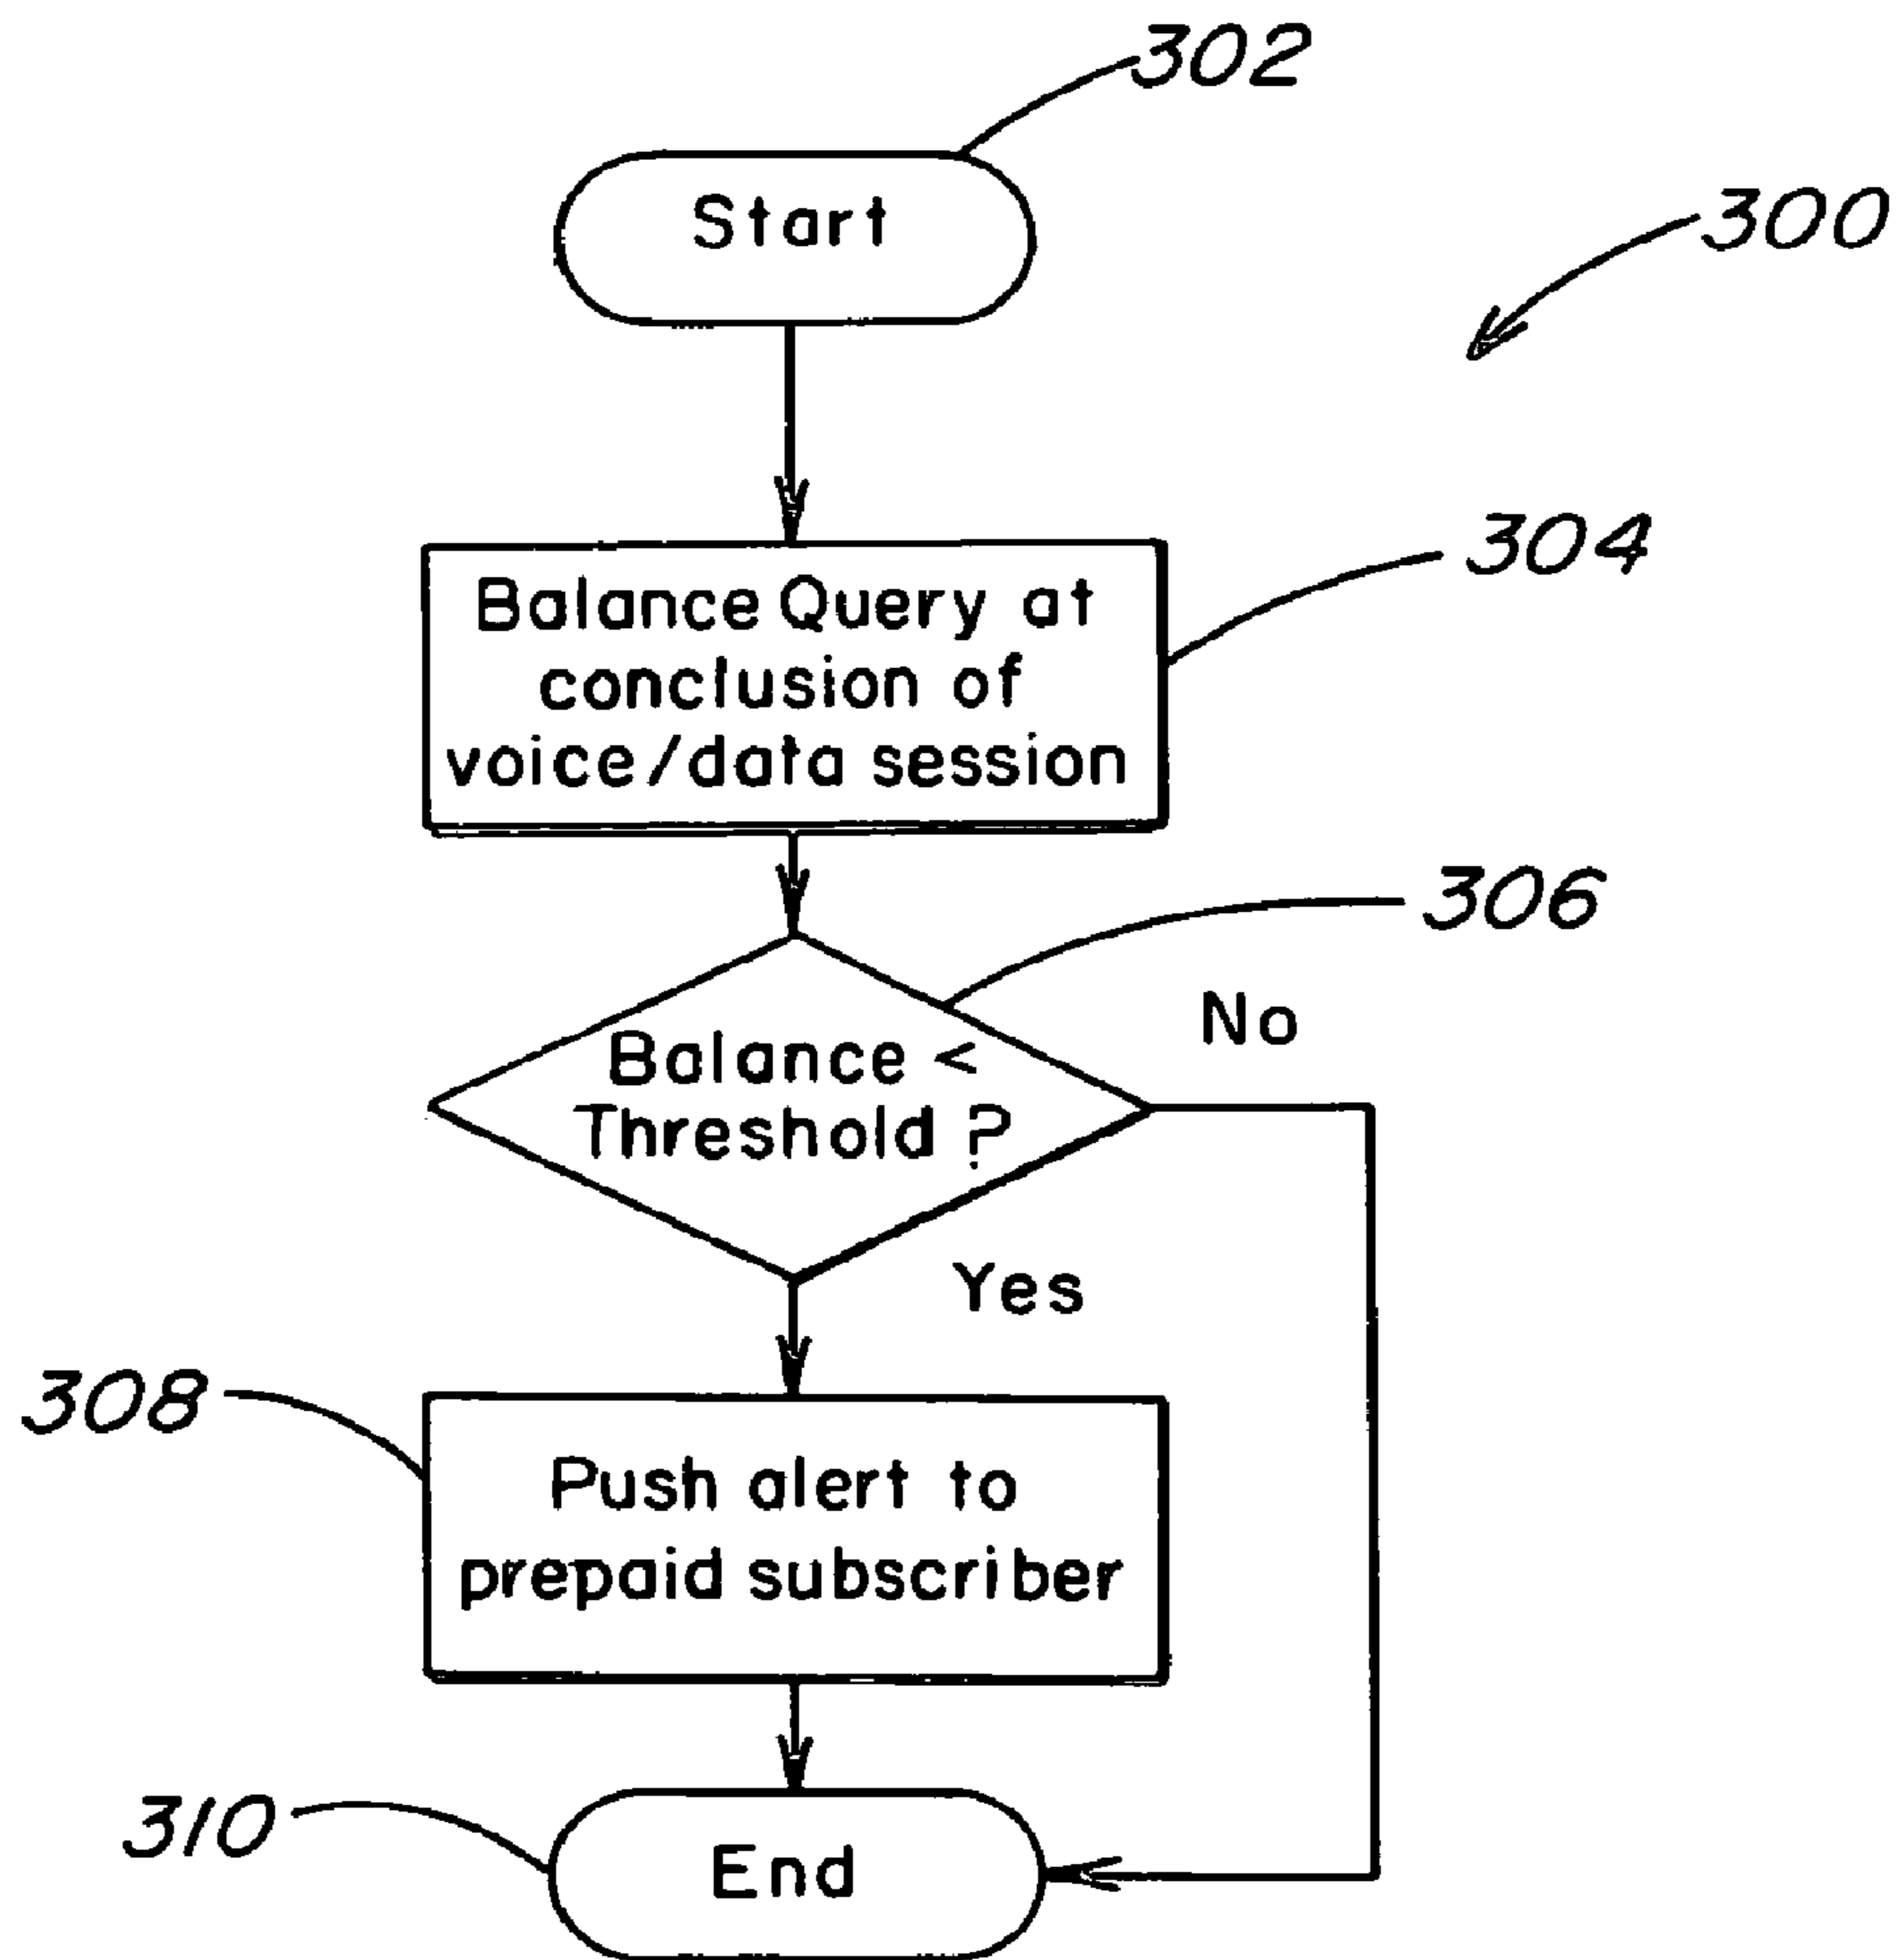 302
Start
300
304
Balance Query at
conclusion of
voice/data session
306
No
Balance <
Threshold ?
Yes
308
Push alert to
prepaid subscriber
310
End